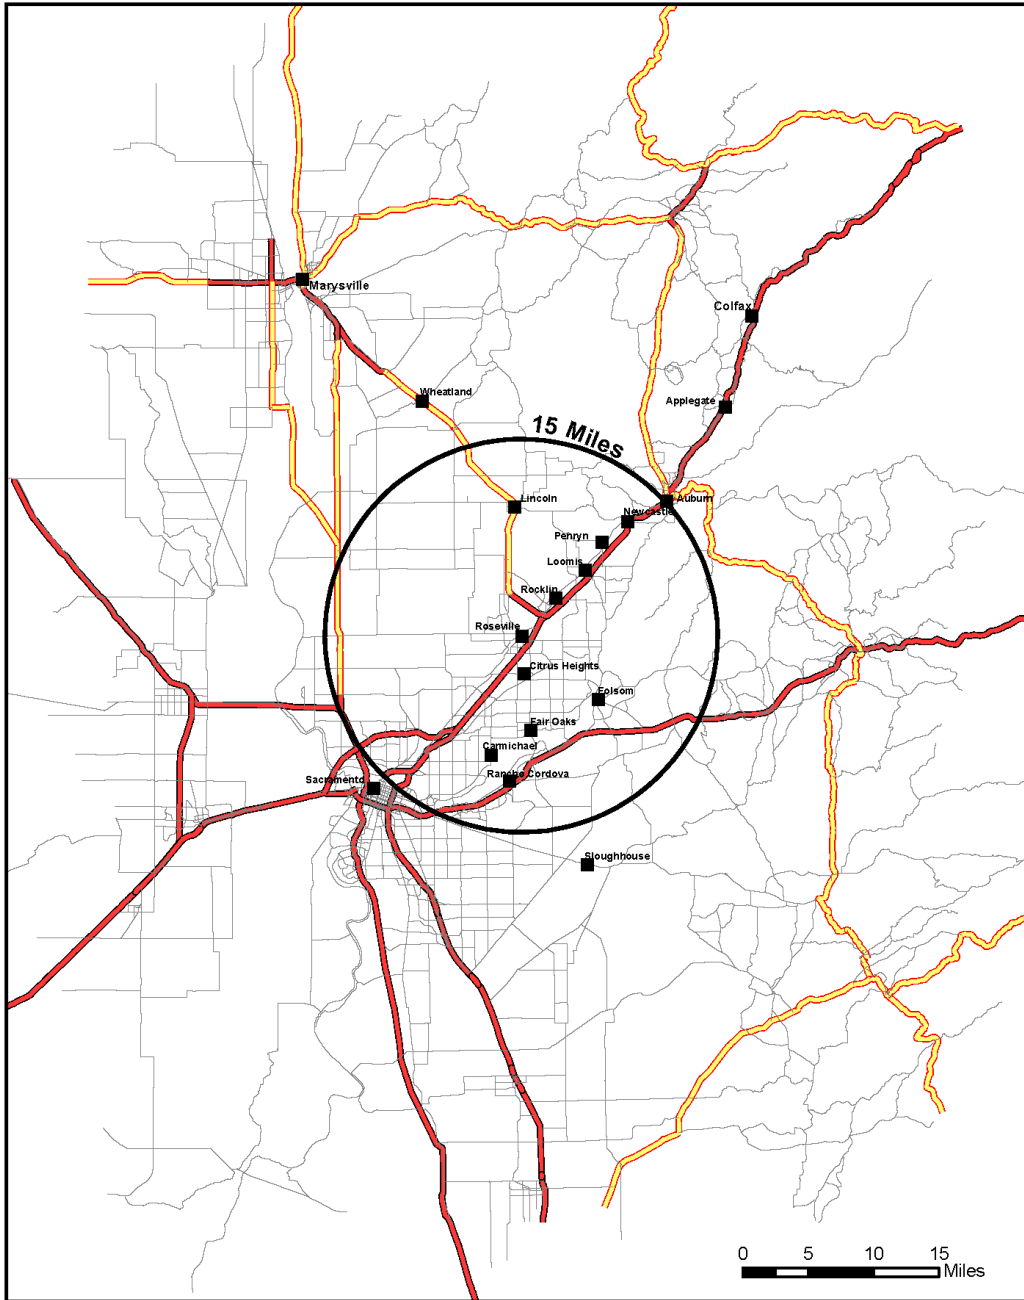 Marysville
Colfax
Wheatland
Applegate
15 Miles
Lincoln
Auburn
Newcastle
Penryn
Loomis
Rocklin
Roseville
Citrus Heights
Folsom
Fair Oaks
Carmichael
Rancho Cordova
Sacramento
Sloughhouse
0 5 10 15
Miles